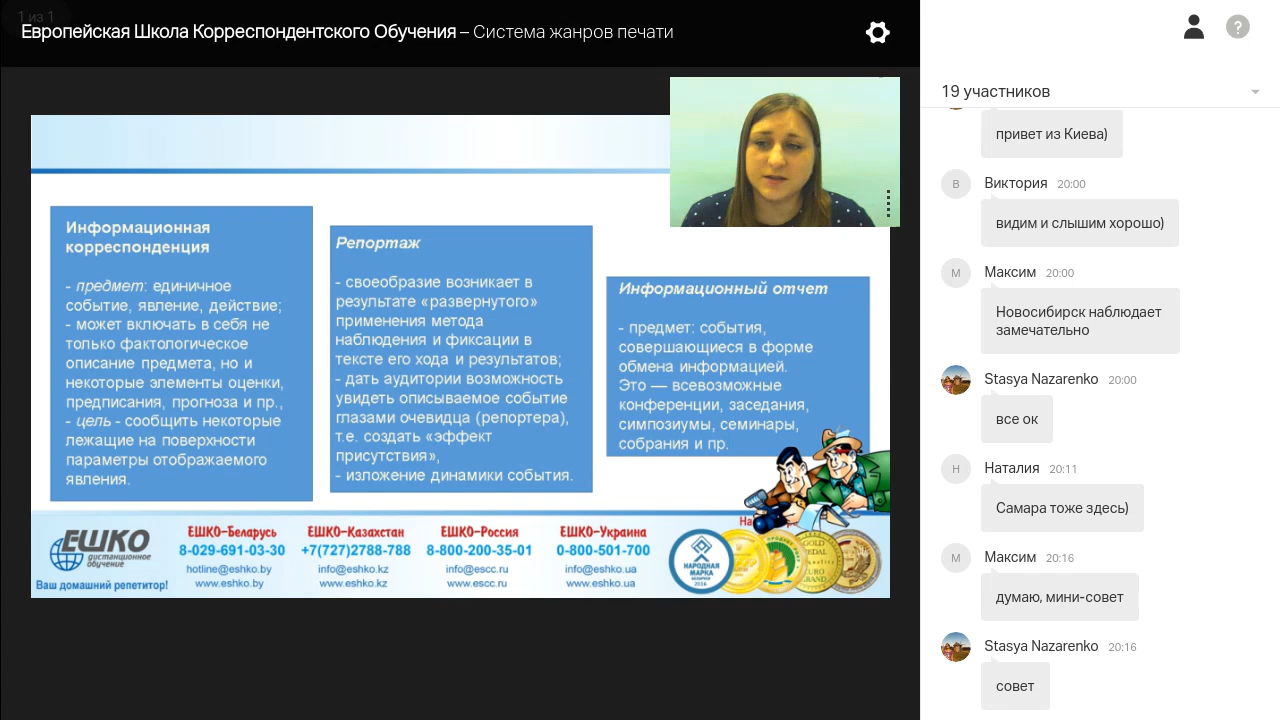 1 из 1
Европейская Школа Корреспондентского Обучения – Система жанров печати
Информационная
корреспонденция
- предмет: единичное
событие, явление, действие;
- может включать в себя не
только фактологическое
описание предмета, но и
некоторые элементы оценки,
предписания, прогноза и пр.,
- цель - сообщить некоторые
лежащие на поверхности
параметры отображаемого
явления.
Репортаж
- своеобразие возникает в
результате «развернутого»
применения метода
наблюдения и фиксации в
тексте его хода и результатов;
- дать аудитории возможность
увидеть описываемое событие
глазами очевидца (репортера),
т.е. создать «эффект
присутствия»,
- изложение динамики события.
Информационный отчет
- предмет: события,
совершающиеся в форме
обмена информацией.
Это — всевозможные
конференции, заседания,
симпозиумы, семинары,
собрания и пр.
ЕШКО
дистанционное
обучение
Ваш домашний репетитор!
ЕШКО-Беларусь
8-029-691-03-30
hotline@eshko.by
www.eshko.by
ЕШКО-Казахстан
+7(727)2788-788
info@eshko.kz
www.eshko.kz
ЕШКО-Россия
8-800-200-35-01
info@escc.ru
www.escc.ru
ЕШКО-Украина
0-800-501-700
info@eshko.ua
www.eshko.ua
На
НАРОДНАЯ
МАРКА
2016
GOLD
MEDAL
EURO
GRAND
?
19 участников
привет из Киева)
В
Виктория 20:00
видим и слышим хорошо)
М
Максим 20:00
Новосибирск наблюдает
замечательно
Stasya Nazarenko 20:00
все ок
Н
Наталия 20:11
Самара тоже здесь)
М
Максим 20:16
думаю, мини-совет
Stasya Nazarenko 20:16
совет